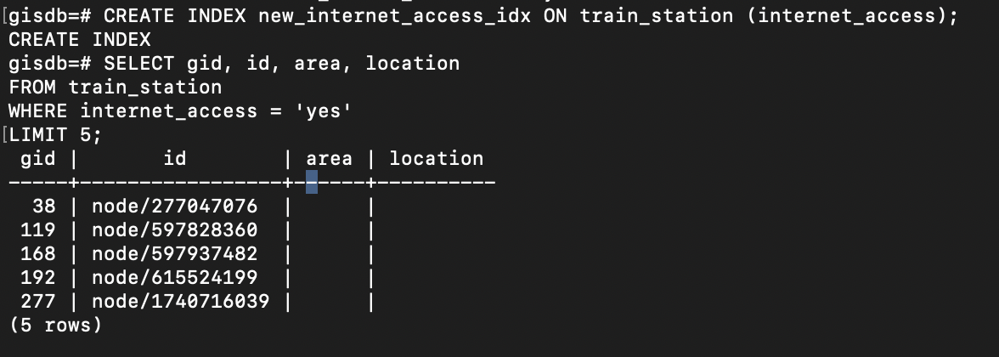 [gisdb=# CREATE INDEX new_internet_access_idx ON train_station (internet_access);
CREATE INDEX
gisdb=# SELECT gid, id, area, location
FROM train_station
WHERE internet_access = 'yes'
[LIMIT 5;
 gid |       id        | area | location
-----+-----------------+------+----------
  38 | node/277047076  |      |
 119 | node/597828360  |      |
 168 | node/597937482  |      |
 192 | node/615524199  |      |
 277 | node/1740716039 |      |
(5 rows)